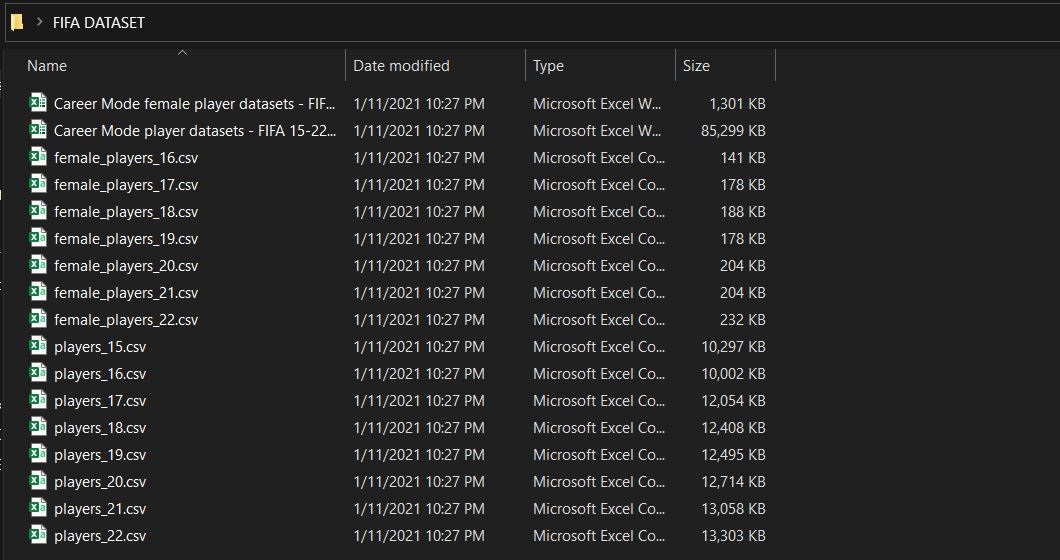 FIFA DATASET
Name Date modified Type Size
Career Mode female player datasets - FIF... 1/11/2021 10:27 PM Microsoft Excel W... 1,301 KB
Career Mode player datasets - FIFA 15-22... 1/11/2021 10:27 PM Microsoft Excel W... 85,299 KB
female_players_16.csv 1/11/2021 10:27 PM Microsoft Excel Co... 141 KB
female_players_17.csv 1/11/2021 10:27 PM Microsoft Excel Co... 178 KB
female_players_18.csv 1/11/2021 10:27 PM Microsoft Excel Co... 188 KB
female_players_19.csv 1/11/2021 10:27 PM Microsoft Excel Co... 178 KB
female_players_20.csv 1/11/2021 10:27 PM Microsoft Excel Co... 204 KB
female_players_21.csv 1/11/2021 10:27 PM Microsoft Excel Co... 204 KB
female_players_22.csv 1/11/2021 10:27 PM Microsoft Excel Co... 232 KB
players_15.csv 1/11/2021 10:27 PM Microsoft Excel Co... 10,297 KB
players_16.csv 1/11/2021 10:27 PM Microsoft Excel Co... 10,002 KB
players_17.csv 1/11/2021 10:27 PM Microsoft Excel Co... 12,054 KB
players_18.csv 1/11/2021 10:27 PM Microsoft Excel Co... 12,408 KB
players_19.csv 1/11/2021 10:27 PM Microsoft Excel Co... 12,495 KB
players_20.csv 1/11/2021 10:27 PM Microsoft Excel Co... 12,714 KB
players_21.csv 1/11/2021 10:27 PM Microsoft Excel Co... 13,058 KB
players_22.csv 1/11/2021 10:27 PM Microsoft Excel Co... 13,303 KB